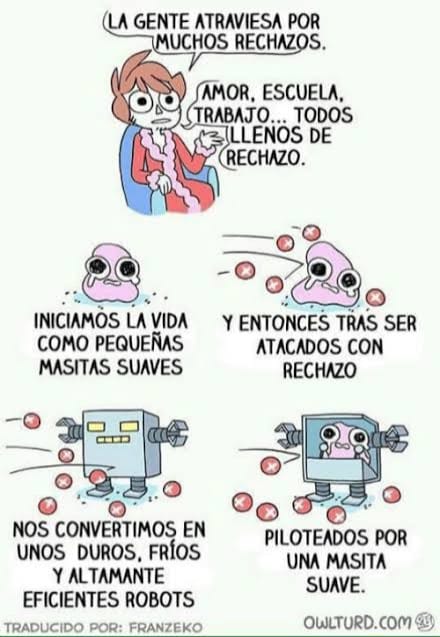 LA GENTE ATRAVIESA POR
MUCHOS RECHAZOS.
AMOR, ESCUELA,
TRABAJO... TODOS
LLENOS DE
RECHAZO.
INICIAMOS LA VIDA
COMO PEQUEÑAS
MASITAS SUAVES
Y ENTONCES TRAS SER
ATACADOS CON
RECHAZO
NOS CONVERTIMOS EN
UNOS DUROS, FRÍOS
Y ALTAMANTE
EFICIENTES ROBOTS
PILOTEADOS POR
UNA MASITA
SUAVE.
TRADUCIDO POR: FRANZEKO
OWLTURD.COM